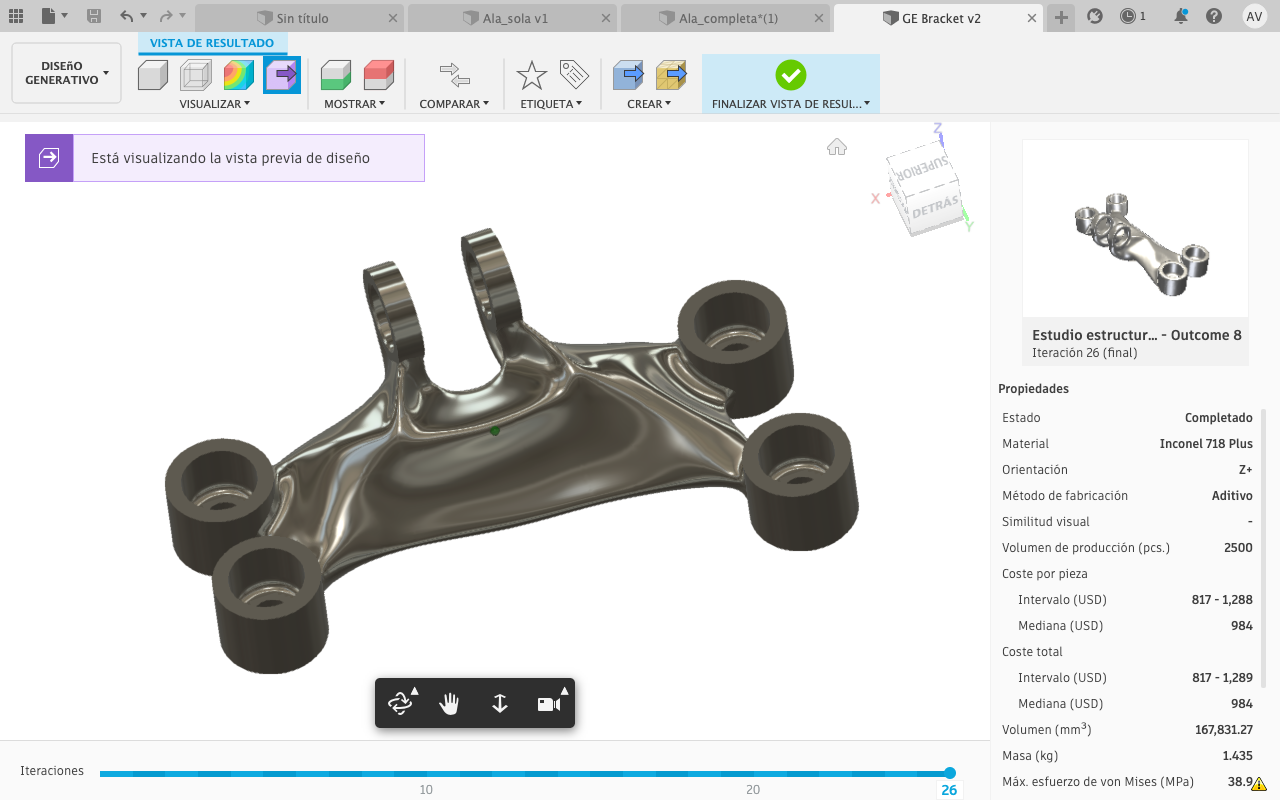 Sin título
Ala_sola v1
Ala_completa*(1)
GE Bracket v2
1
AV
DISEñO
GENERATIVO
VISTA DE RESULTADO
VISUALIZAR
MOSTRAR
COMPARAR
ETIQUETA
CREAR
FINALIZAR VISTA DE RESUL...
Está visualizando la vista previa de diseño
Z
SUPERIOR
X
DETRÁS
Y
Estudio estructur... - Outcome 8
Iteración 26 (final)
Propiedades
Estado Completado
Material Inconel 718 Plus
Orientación Z+
Método de fabricación Aditivo
Similitud visual -
Volumen de producción (pcs.) 2500
Coste por pieza
Intervalo (USD) 817 - 1,288
Mediana (USD) 984
Coste total
Intervalo (USD) 817 - 1,289
Mediana (USD) 984
Volumen (mm³) 167,831.27
Masa (kg) 1.435
Máx. esfuerzo de von Mises (MPa) 38.9
Iteraciones
10
20
26